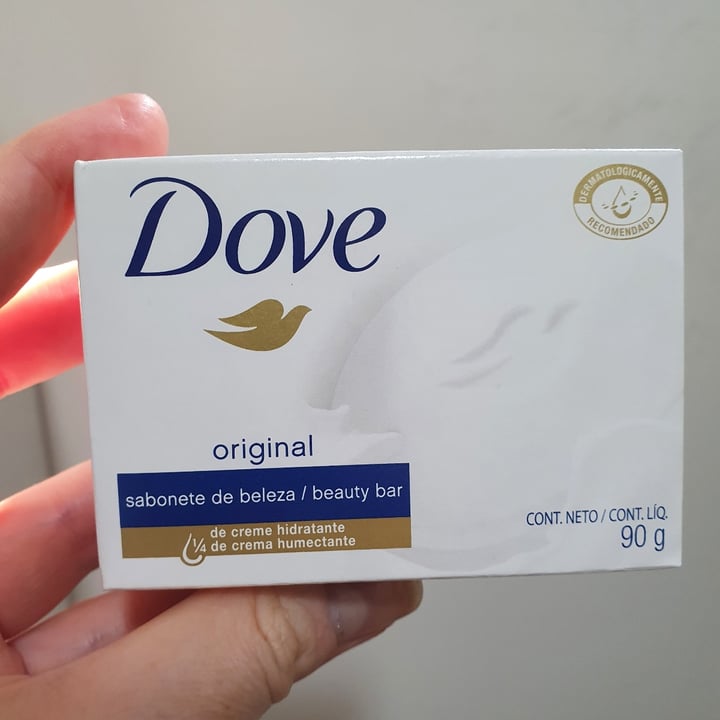 Dove
DERMATOLOGICAMENTE
RECOMENDADO
original
sabonete de beleza / beauty bar
1/4 de creme hidratante
de crema humectante
CONT. NETO / CONT. LÍQ.
90 g